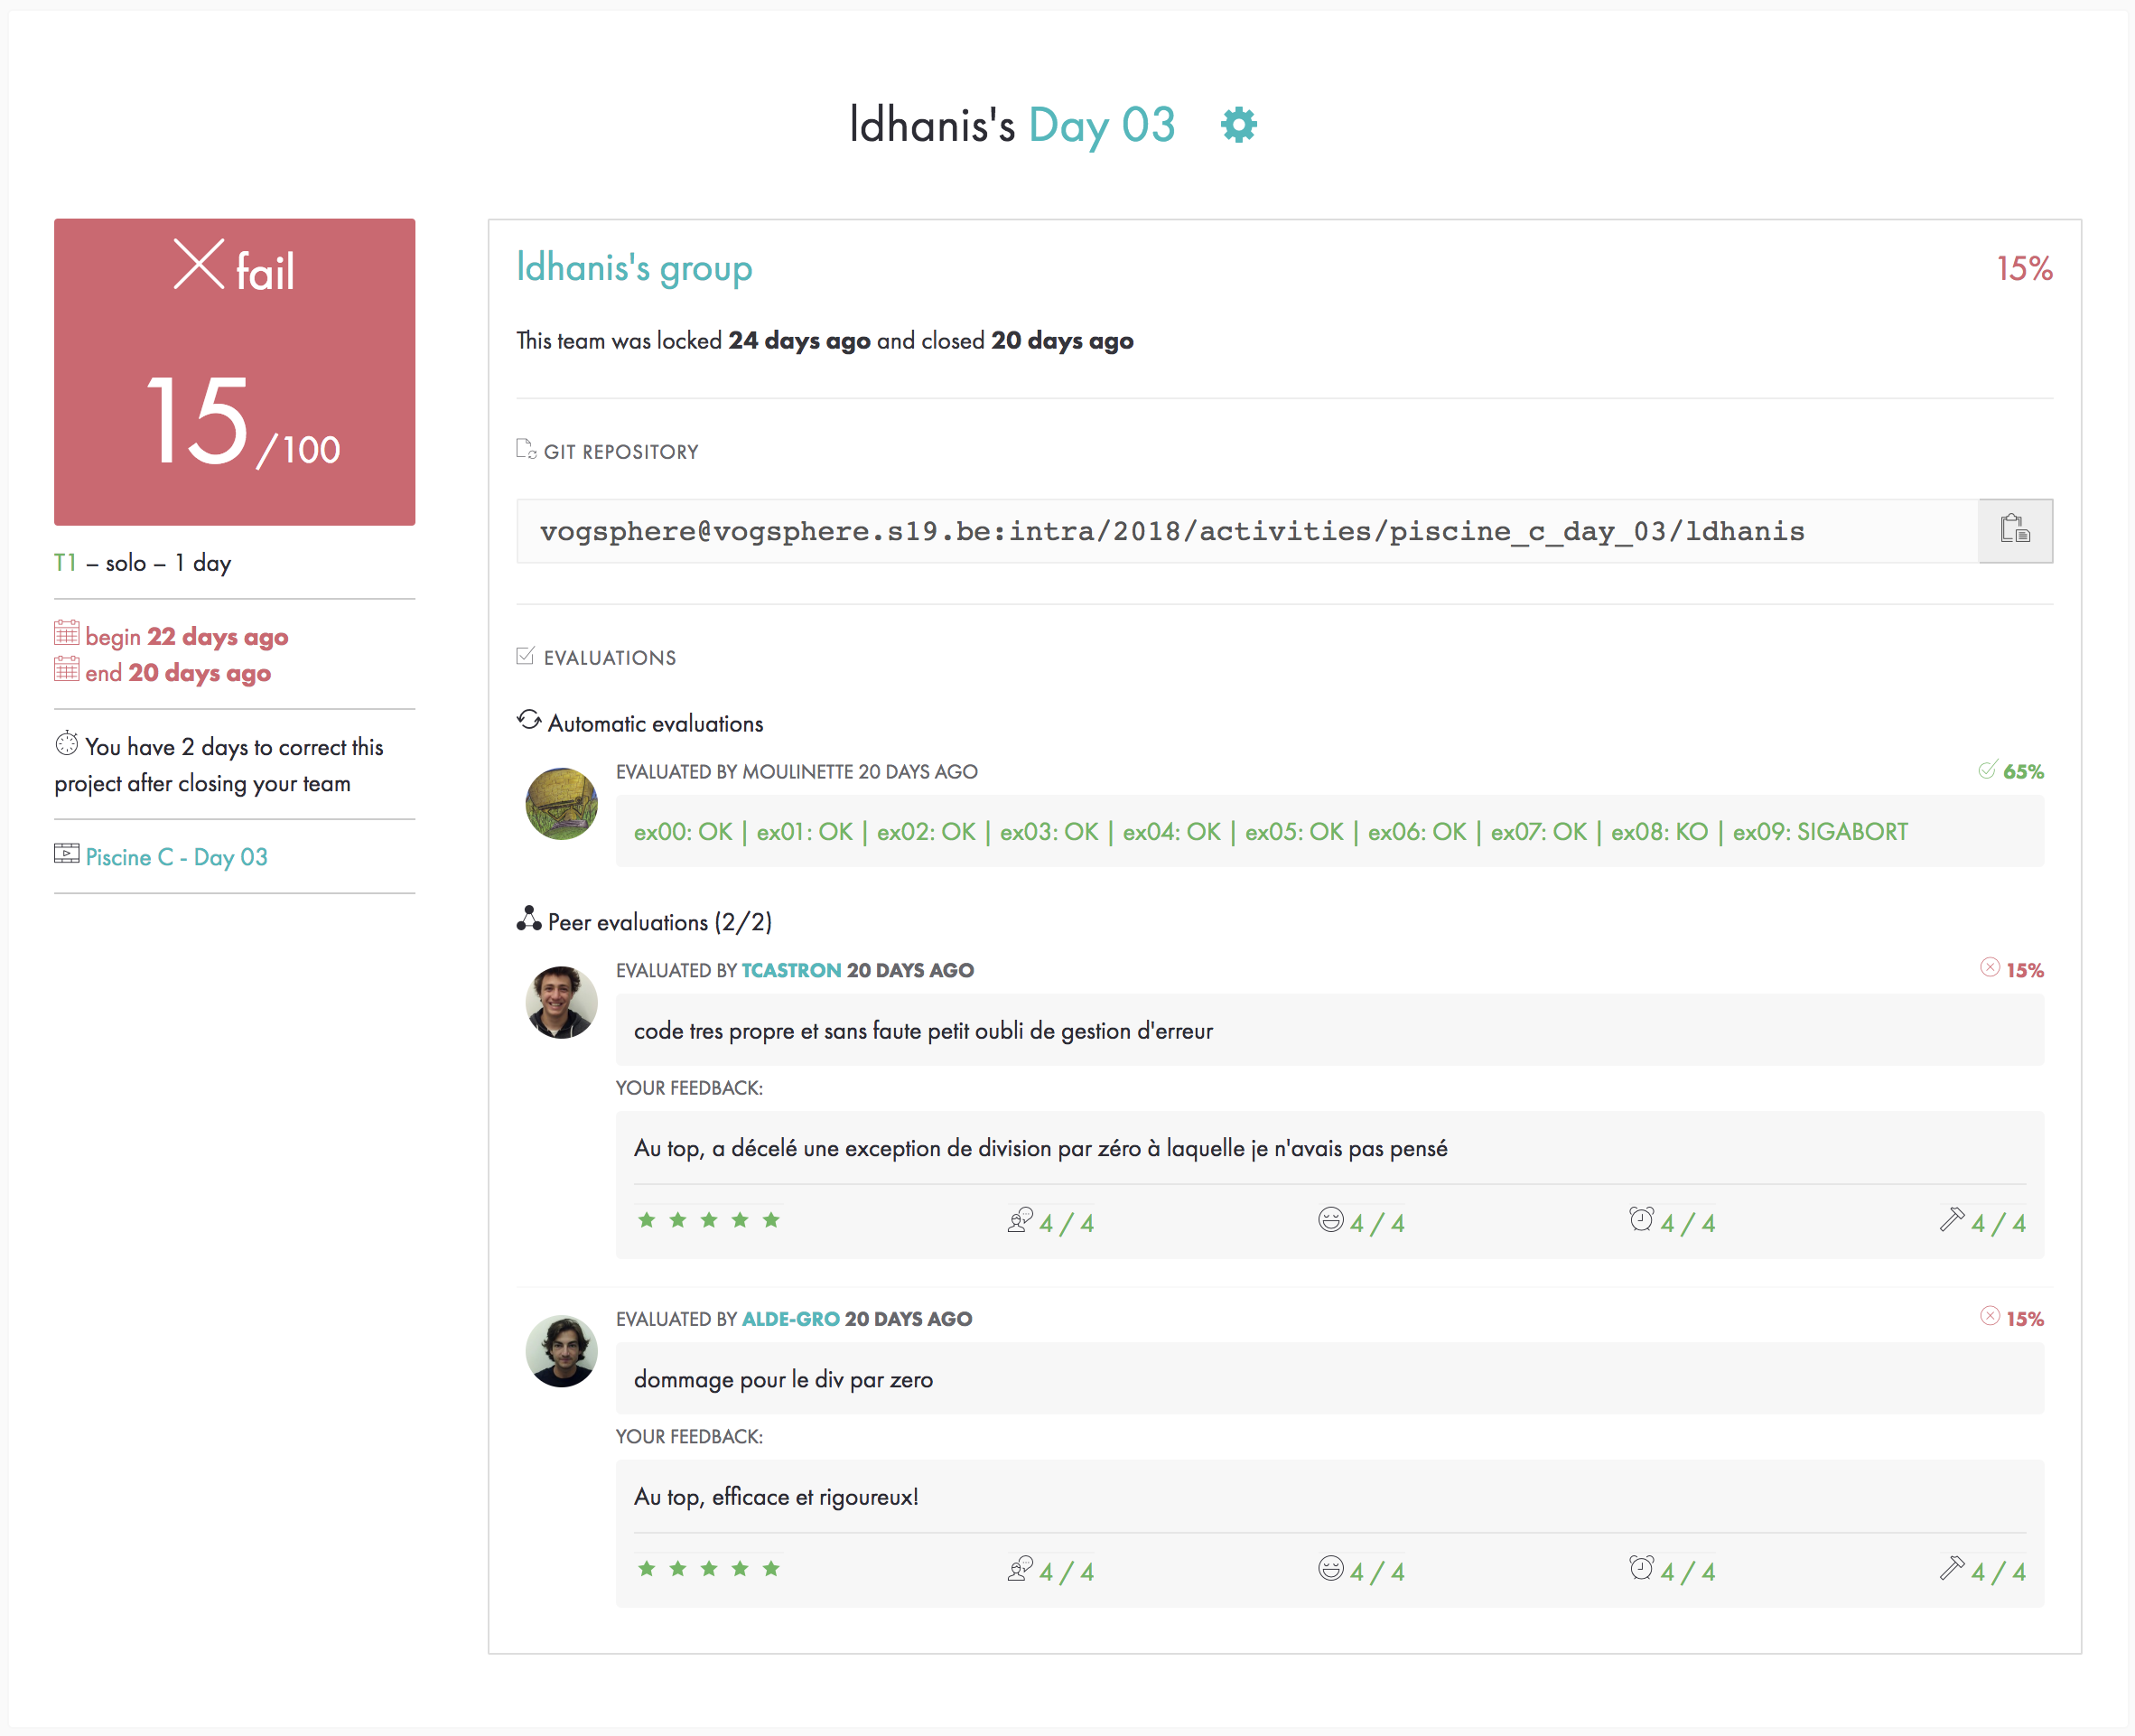 ldhanis's Day 03
fail
15/100
T1 – solo – 1 day
begin 22 days ago
end 20 days ago
You have 2 days to correct this
project after closing your team
Piscine C - Day 03
ldhanis's group
15%
This team was locked 24 days ago and closed 20 days ago
GIT REPOSITORY
vogsphere@vogsphere.s19.be:intra/2018/activities/piscine_c_day_03/ldhanis
EVALUATIONS
Automatic evaluations
EVALUATED BY MOULINETTE 20 DAYS AGO
65%
ex00: OK | ex01: OK | ex02: OK | ex03: OK | ex04: OK | ex05: OK | ex06: OK | ex07: OK | ex08: KO | ex09: SIGABORT
Peer evaluations (2/2)
EVALUATED BY TCASTRON 20 DAYS AGO
15%
code tres propre et sans faute petit oubli de gestion d'erreur
YOUR FEEDBACK:
Au top, a décelé une exception de division par zéro à laquelle je n'avais pas pensé
4 / 4 4 / 4 4 / 4 4 / 4
EVALUATED BY ALDE-GRO 20 DAYS AGO
15%
dommage pour le div par zero
YOUR FEEDBACK:
Au top, efficace et rigoureux!
4 / 4 4 / 4 4 / 4 4 / 4